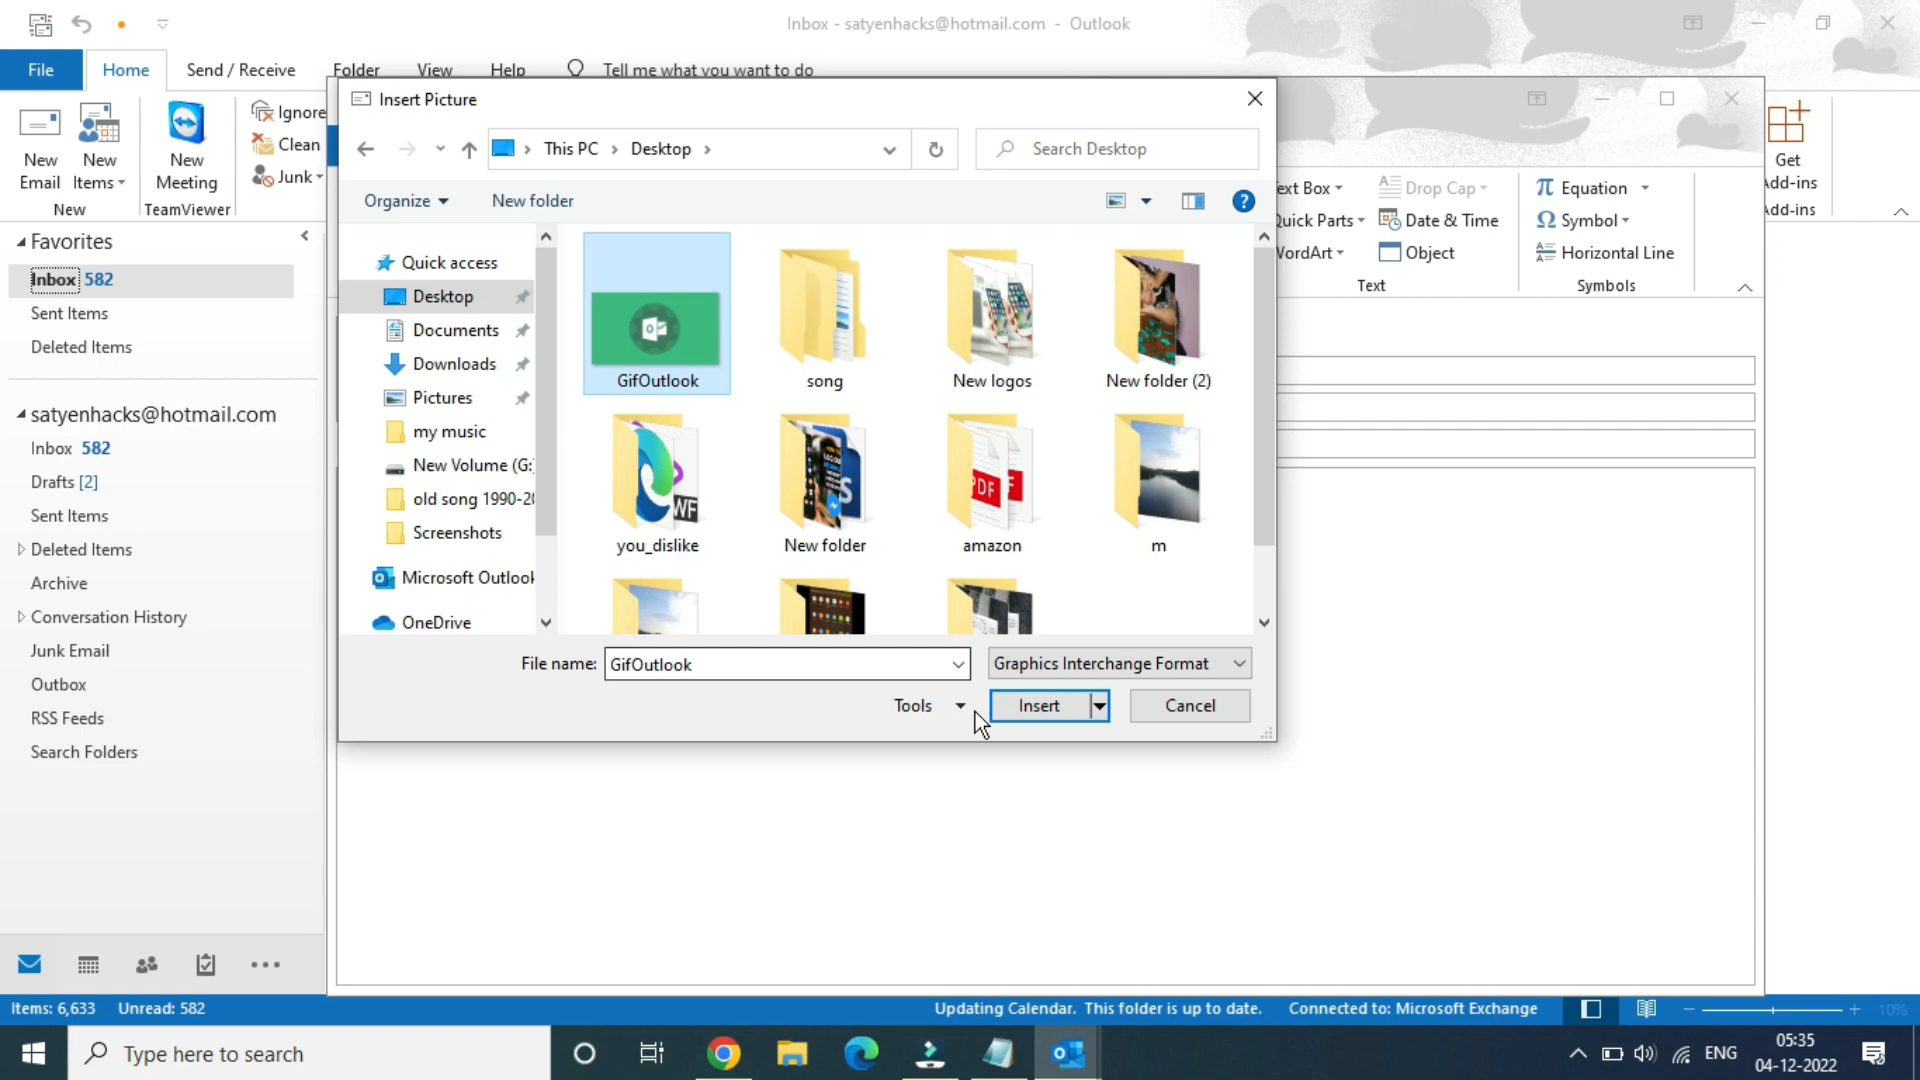 Inbox - satyenhacks@hotmail.com - Outlook
File
Home
Send / Receive
Folder
View
Help
Tell me what you want to do
New Email
New Items
New
New Meeting
TeamViewer
Ignore
Clean
Junk
Get Add-ins
Add-ins
Insert Picture
This PC
Desktop
Search Desktop
Organize
New folder
Quick access
Desktop
Documents
Downloads
Pictures
my music
New Volume (G:
old song 1990-20
Screenshots
Microsoft Outlook
OneDrive
GifOutlook
song
New logos
New folder (2)
you_dislike
New folder
amazon
m
WF
S
PDF
F
File name:
GifOutlook
Graphics Interchange Format
Tools
Insert
Cancel
ext Box
Drop Cap
Quick Parts
Date & Time
WordArt
Object
Text
Equation
Symbol
Horizontal Line
Symbols
Favorites
Inbox 582
Sent Items
Deleted Items
satyenhacks@hotmail.com
Inbox 582
Drafts [2]
Sent Items
Deleted Items
Archive
Conversation History
Junk Email
Outbox
RSS Feeds
Search Folders
Items: 6,633
Unread: 582
Updating Calendar. This folder is up to date.
Connected to: Microsoft Exchange
10%
Type here to search
ENG
05:35
04-12-2022